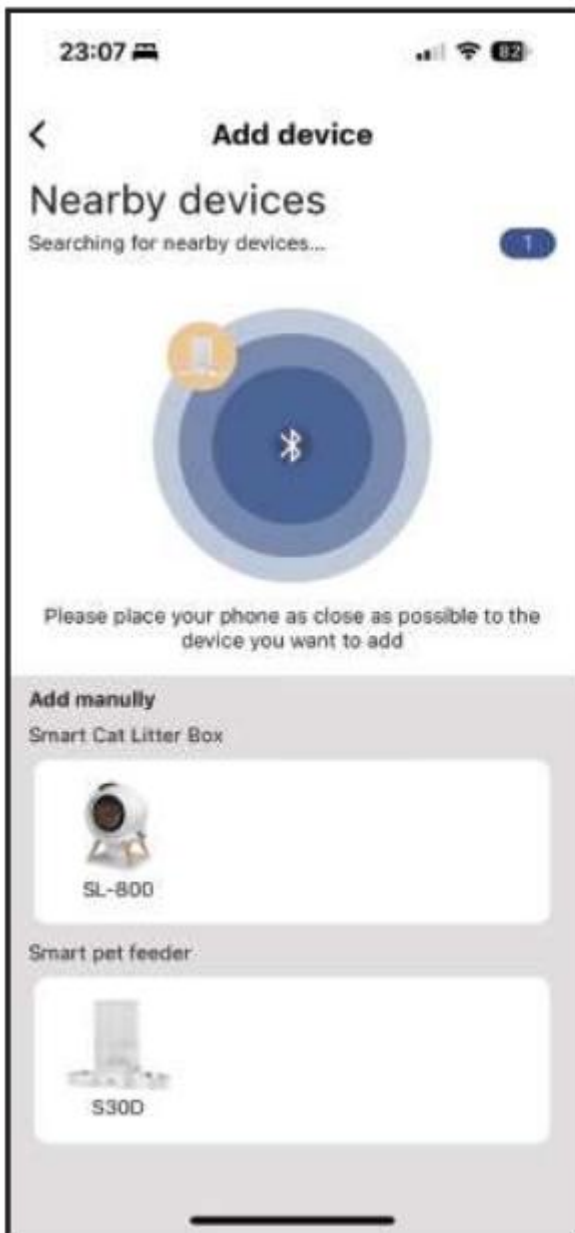 23:07
82
Add device
Nearby devices
Searching for nearby devices...
1
Please place your phone as close as possible to the
device you want to add
Add manully
Smart Cat Litter Box
SL-800
Smart pet feeder
S30D